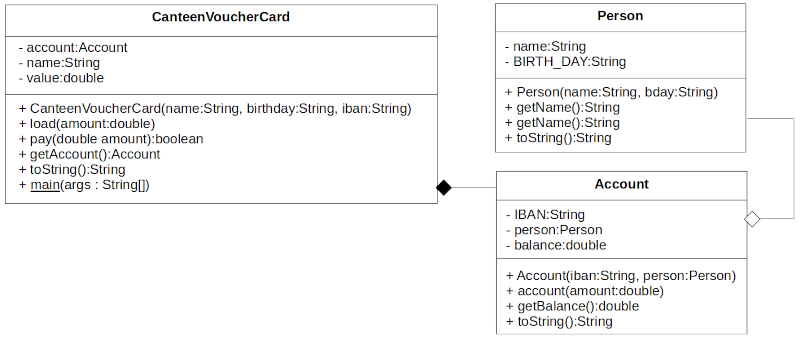 CanteenVoucherCard
- account:Account
- name:String
- value:double
+ CanteenVoucherCard(name:String, birthday:String, iban:String)
+ load(amount:double)
+ pay(double amount):boolean
+ getAccount():Account
+ toString():String
+ main(args : String[])
Person
- name:String
- BIRTH_DAY:String
+ Person(name:String, bday:String)
+ getName():String
+ getName():String
+ toString():String
Account
- IBAN:String
- person:Person
- balance:double
+ Account(iban:String, person:Person)
+ account(amount:double)
+ getBalance():double
+ toString():String